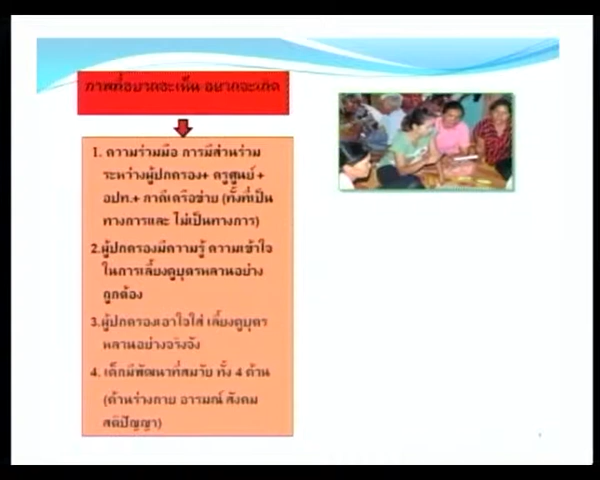 ภาพที่อยากจะเห็น อยากจะเกิด
1. ความร่วมมือ การมีส่วนร่วม
ระหว่างผู้ปกครอง+ ครูศูนย์ +
อปท.+ ภาคีเครือข่าย (ทั้งที่เป็น
ทางการและ ไม่เป็นทางการ)
2.ผู้ปกครองมีความรู้ ความเข้าใจ
ในการเลี้ยงดูบุตรหลานอย่าง
ถูกต้อง
3.ผู้ปกครองเอาใจใส่ เลี้ยงดูบุตร
หลานอย่างจริงจัง
4. เด็กมีพัฒนาที่สมวัย ทั้ง 4 ด้าน
(ด้านร่างกาย อารมณ์ สังคม
สติปัญญา)